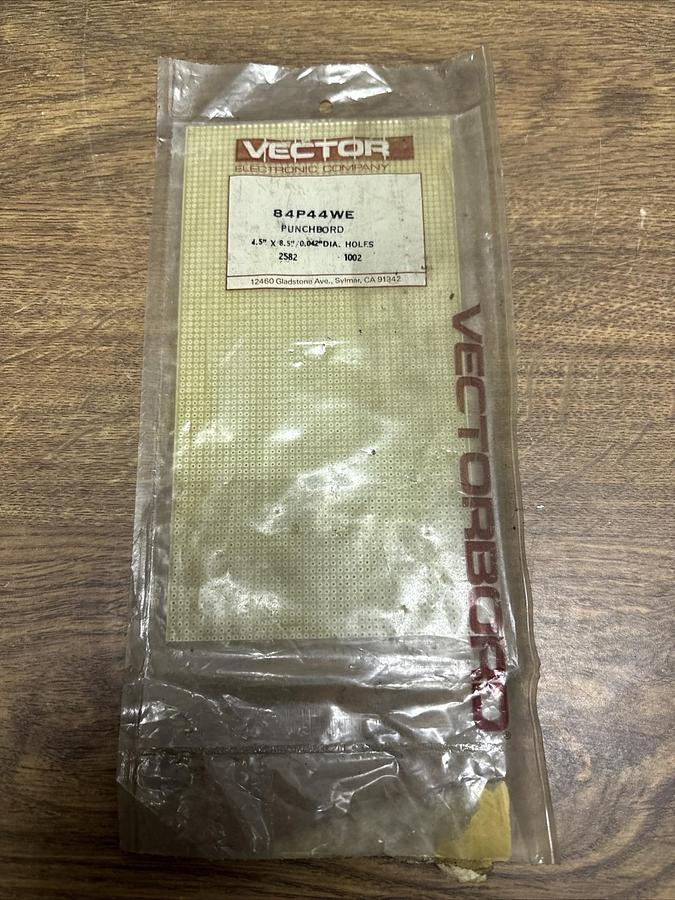 VECTOR
ELECTRONIC COMPANY
84P44WE
PUNCHBORD
4.5" X 8.5"/0.042"DIA. HOLES
2582 1002
12460 Gladstone Ave., Sylmar, CA 91342
VECTORBORD®